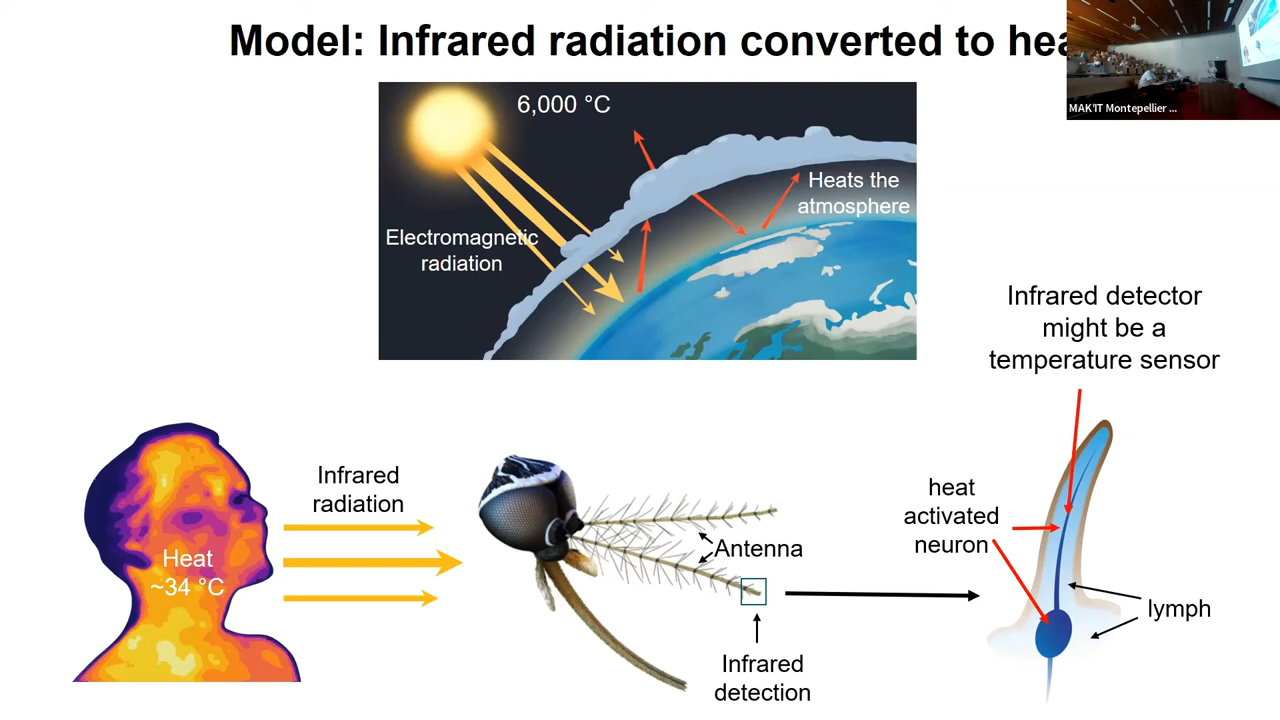 Model: Infrared radiation converted to hea
MAK'IT Montepellier ...
6,000 °C
Heats the
atmosphere
Electromagnetic
radiation
Infrared detector
might be a
temperature sensor
Infrared
radiation
Heat
~34 °C
Antenna
Infrared
detection
heat
activated
neuron
lymph